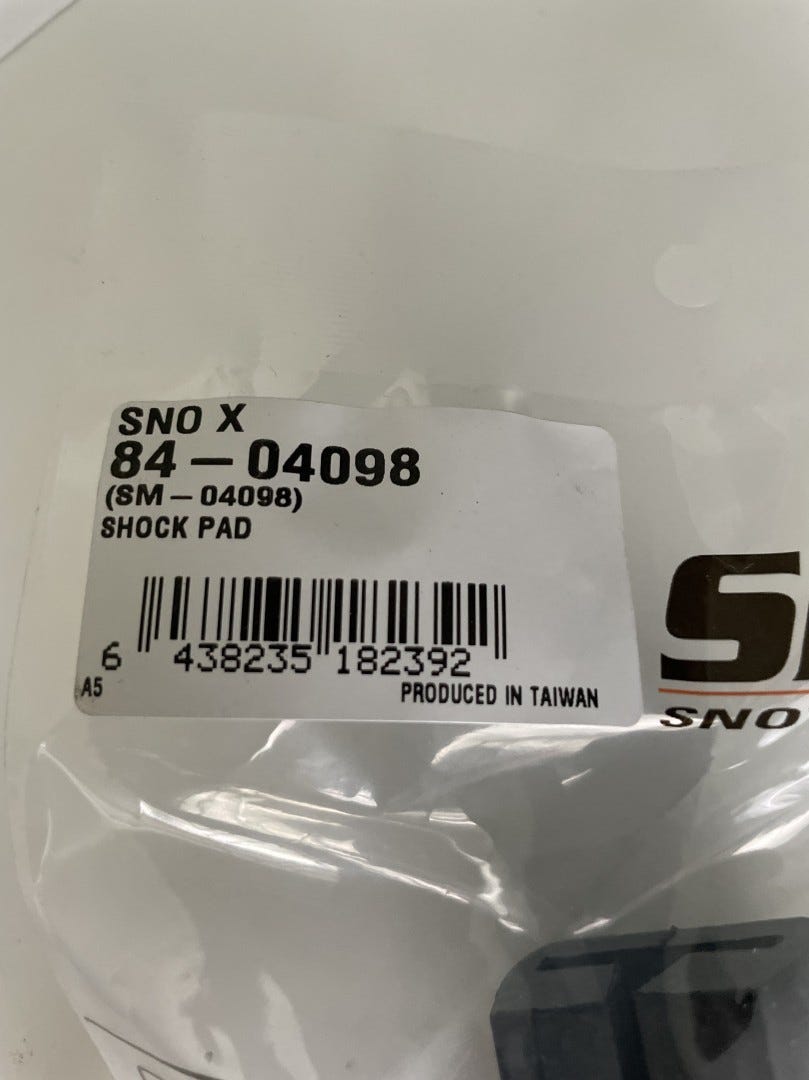 SNO X
84-04098
(SM-04098)
SHOCK PAD
6 438235 182392
A5 PRODUCED IN TAIWAN
SNO